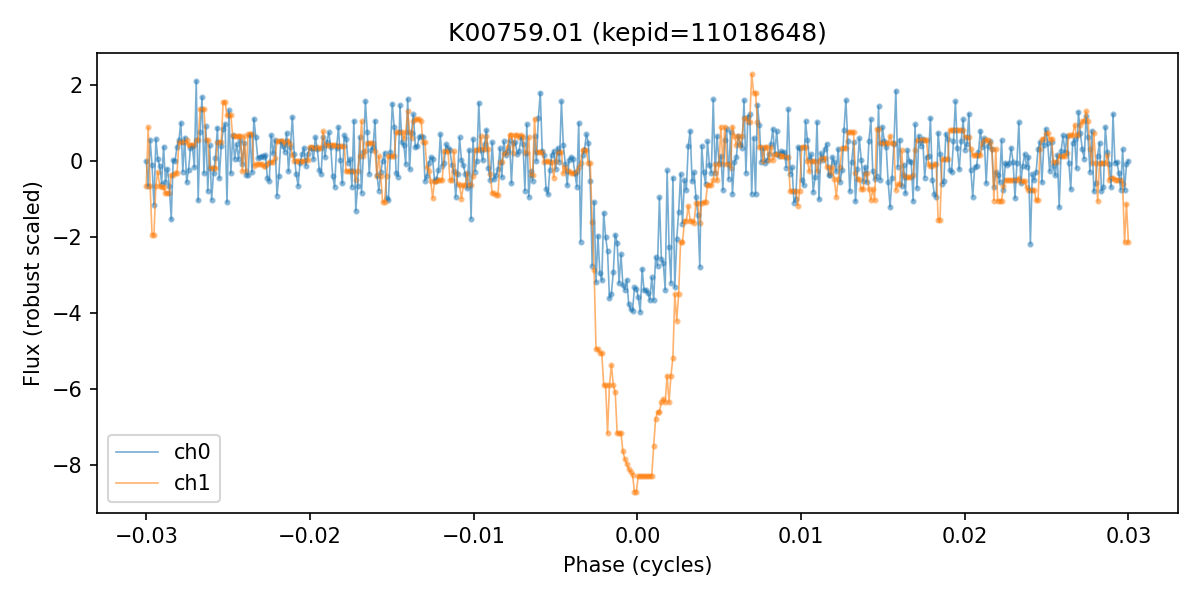 K00759.01 (kepid=11018648)
Flux (robust scaled)
2
0
−2
−4
−6
−8
ch0
ch1
−0.03 −0.02 −0.01 0.00 0.01 0.02 0.03
Phase (cycles)